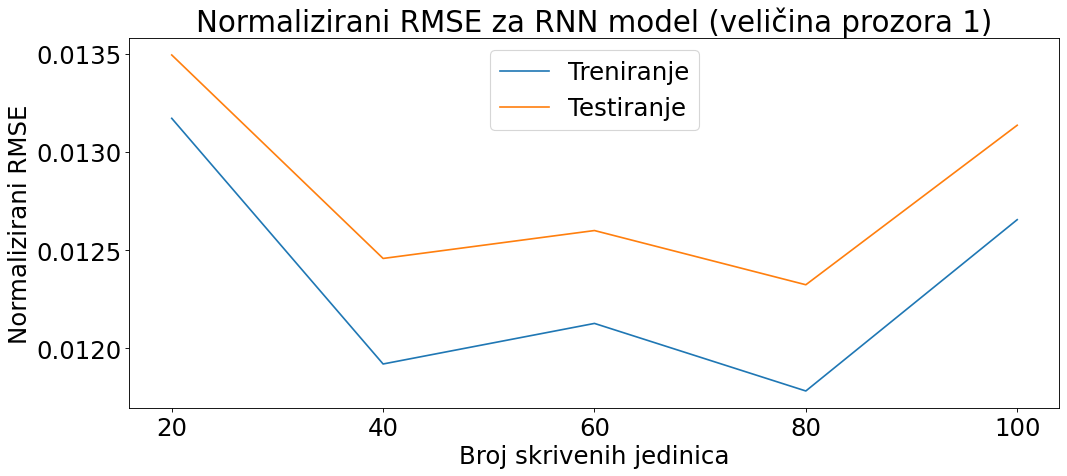 Normalizirani RMSE za RNN model (veličina prozora 1)
Treniranje
Testiranje
Normalizirani RMSE
0.0135
0.0130
0.0125
0.0120
20 40 60 80 100
Broj skrivenih jedinica